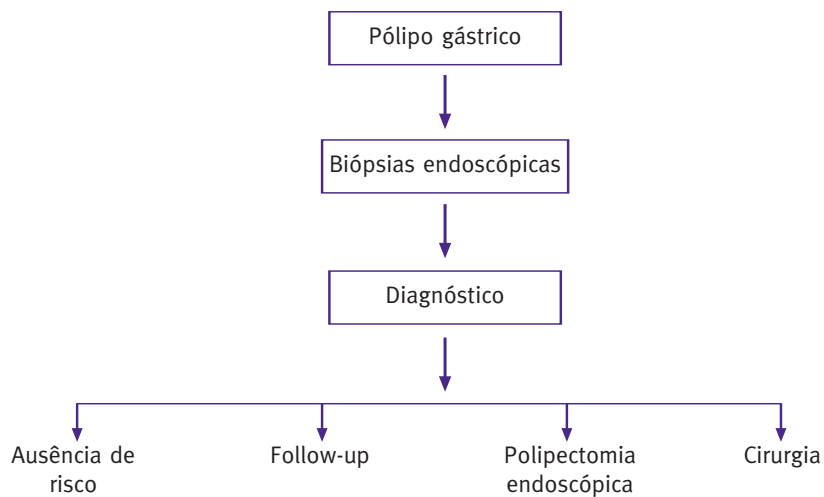 Pólipo gástrico
Biópsias endoscópicas
Diagnóstico
Ausência de
risco
Follow-up
Polipectomia
endoscópica
Cirurgia